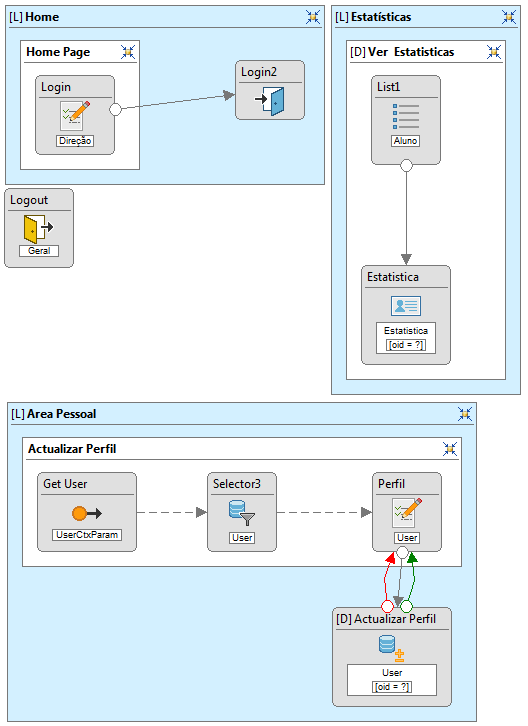 [L] Home
Home Page
Login
Direção
Login2
Logout
Geral
[L] Estatísticas
[D] Ver Estatisticas
List1
Aluno
Estatistica
Estatistica
[oid = ?]
[L] Area Pessoal
Actualizar Perfil
Get User
UserCtxParam
Selector3
User
Perfil
User
[D] Actualizar Perfil
User
[oid = ?]